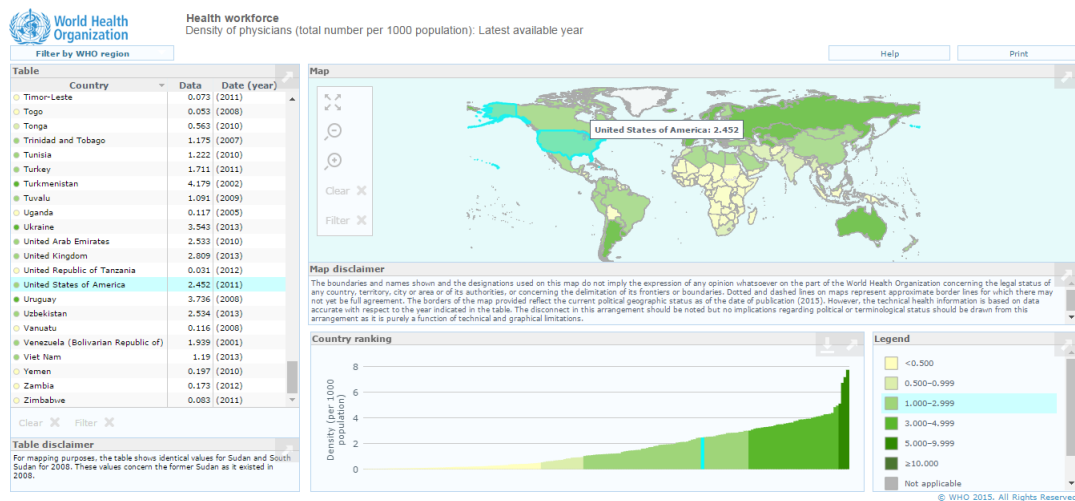 World Health
Organization
Health workforce
Density of physicians (total number per 1000 population): Latest available year
Filter by WHO region
Help
Print
Table
Country Data Date (year)
Timor-Leste 0.073 (2011)
Togo 0.053 (2008)
Tonga 0.563 (2010)
Trinidad and Tobago 1.175 (2007)
Tunisia 1.222 (2010)
Turkey 1.711 (2011)
Turkmenistan 4.179 (2002)
Tuvalu 1.091 (2009)
Uganda 0.117 (2005)
Ukraine 3.543 (2013)
United Arab Emirates 2.533 (2010)
United Kingdom 2.809 (2013)
United Republic of Tanzania 0.031 (2012)
United States of America 2.452 (2011)
Uruguay 3.736 (2008)
Uzbekistan 2.534 (2013)
Vanuatu 0.116 (2008)
Venezuela (Bolivarian Republic of) 1.939 (2001)
Viet Nam 1.19 (2013)
Yemen 0.197 (2010)
Zambia 0.173 (2012)
Zimbabwe 0.083 (2011)
Clear Filter
Table disclaimer
For mapping purposes, the table shows identical values for Sudan and South
Sudan for 2008. These values concern the former Sudan as it existed in
2008.
Map
Clear
Filter
United States of America: 2.452
Map disclaimer
The boundaries and names shown and the designations used on this map do not imply the expression of any opinion whatsoever on the part of the World Health Organization concerning the legal status of
any country, territory, city or area or of its authorities, or concerning the delimitation of its frontiers or boundaries. Dotted and dashed lines on maps represent approximate border lines for which there may
not yet be full agreement. The borders of the map provided reflect the current political geographic status as of the date of publication (2015). However, the technical health information is based on data
accurate with respect to the year indicated in the table. The disconnect in this arrangement should be noted but no implications regarding political or terminological status should be drawn from this
arrangement as it is purely a function of technical and graphical limitations.
Country ranking
Density (per 1000
population)
8
6
4
2
0
Legend
<0.500
0.500–0.999
1.000–2.999
3.000–4.999
5.000–9.999
≥10.000
Not applicable
© WHO 2015. All Rights Reserved